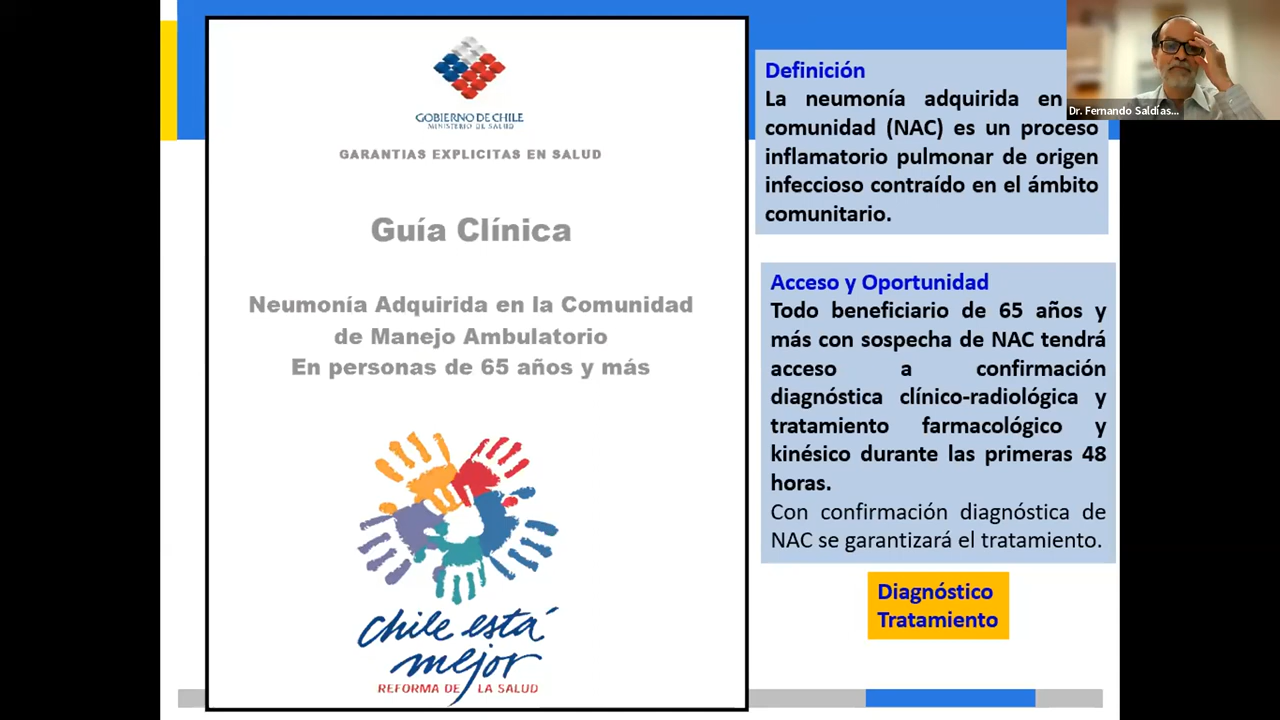 GOBIERNO DE CHILE
MINISTERIO DE SALUD
GARANTIAS EXPLICITAS EN SALUD
Guía Clínica
Neumonía Adquirida en la Comunidad
de Manejo Ambulatorio
En personas de 65 años y más
chile está
mejor
REFORMA DE LA SALUD
Definición
La neumonía adquirida en
comunidad (NAC) es un proceso
inflamatorio pulmonar de origen
infeccioso contraído en el ámbito
comunitario.
Acceso y Oportunidad
Todo beneficiario de 65 años y
más con sospecha de NAC tendrá
acceso a confirmación
diagnóstica clínico-radiológica y
tratamiento farmacológico y
kinésico durante las primeras 48
horas.
Con confirmación diagnóstica de
NAC se garantizará el tratamiento.
Diagnóstico
Tratamiento
Dr. Fernando Saldías...